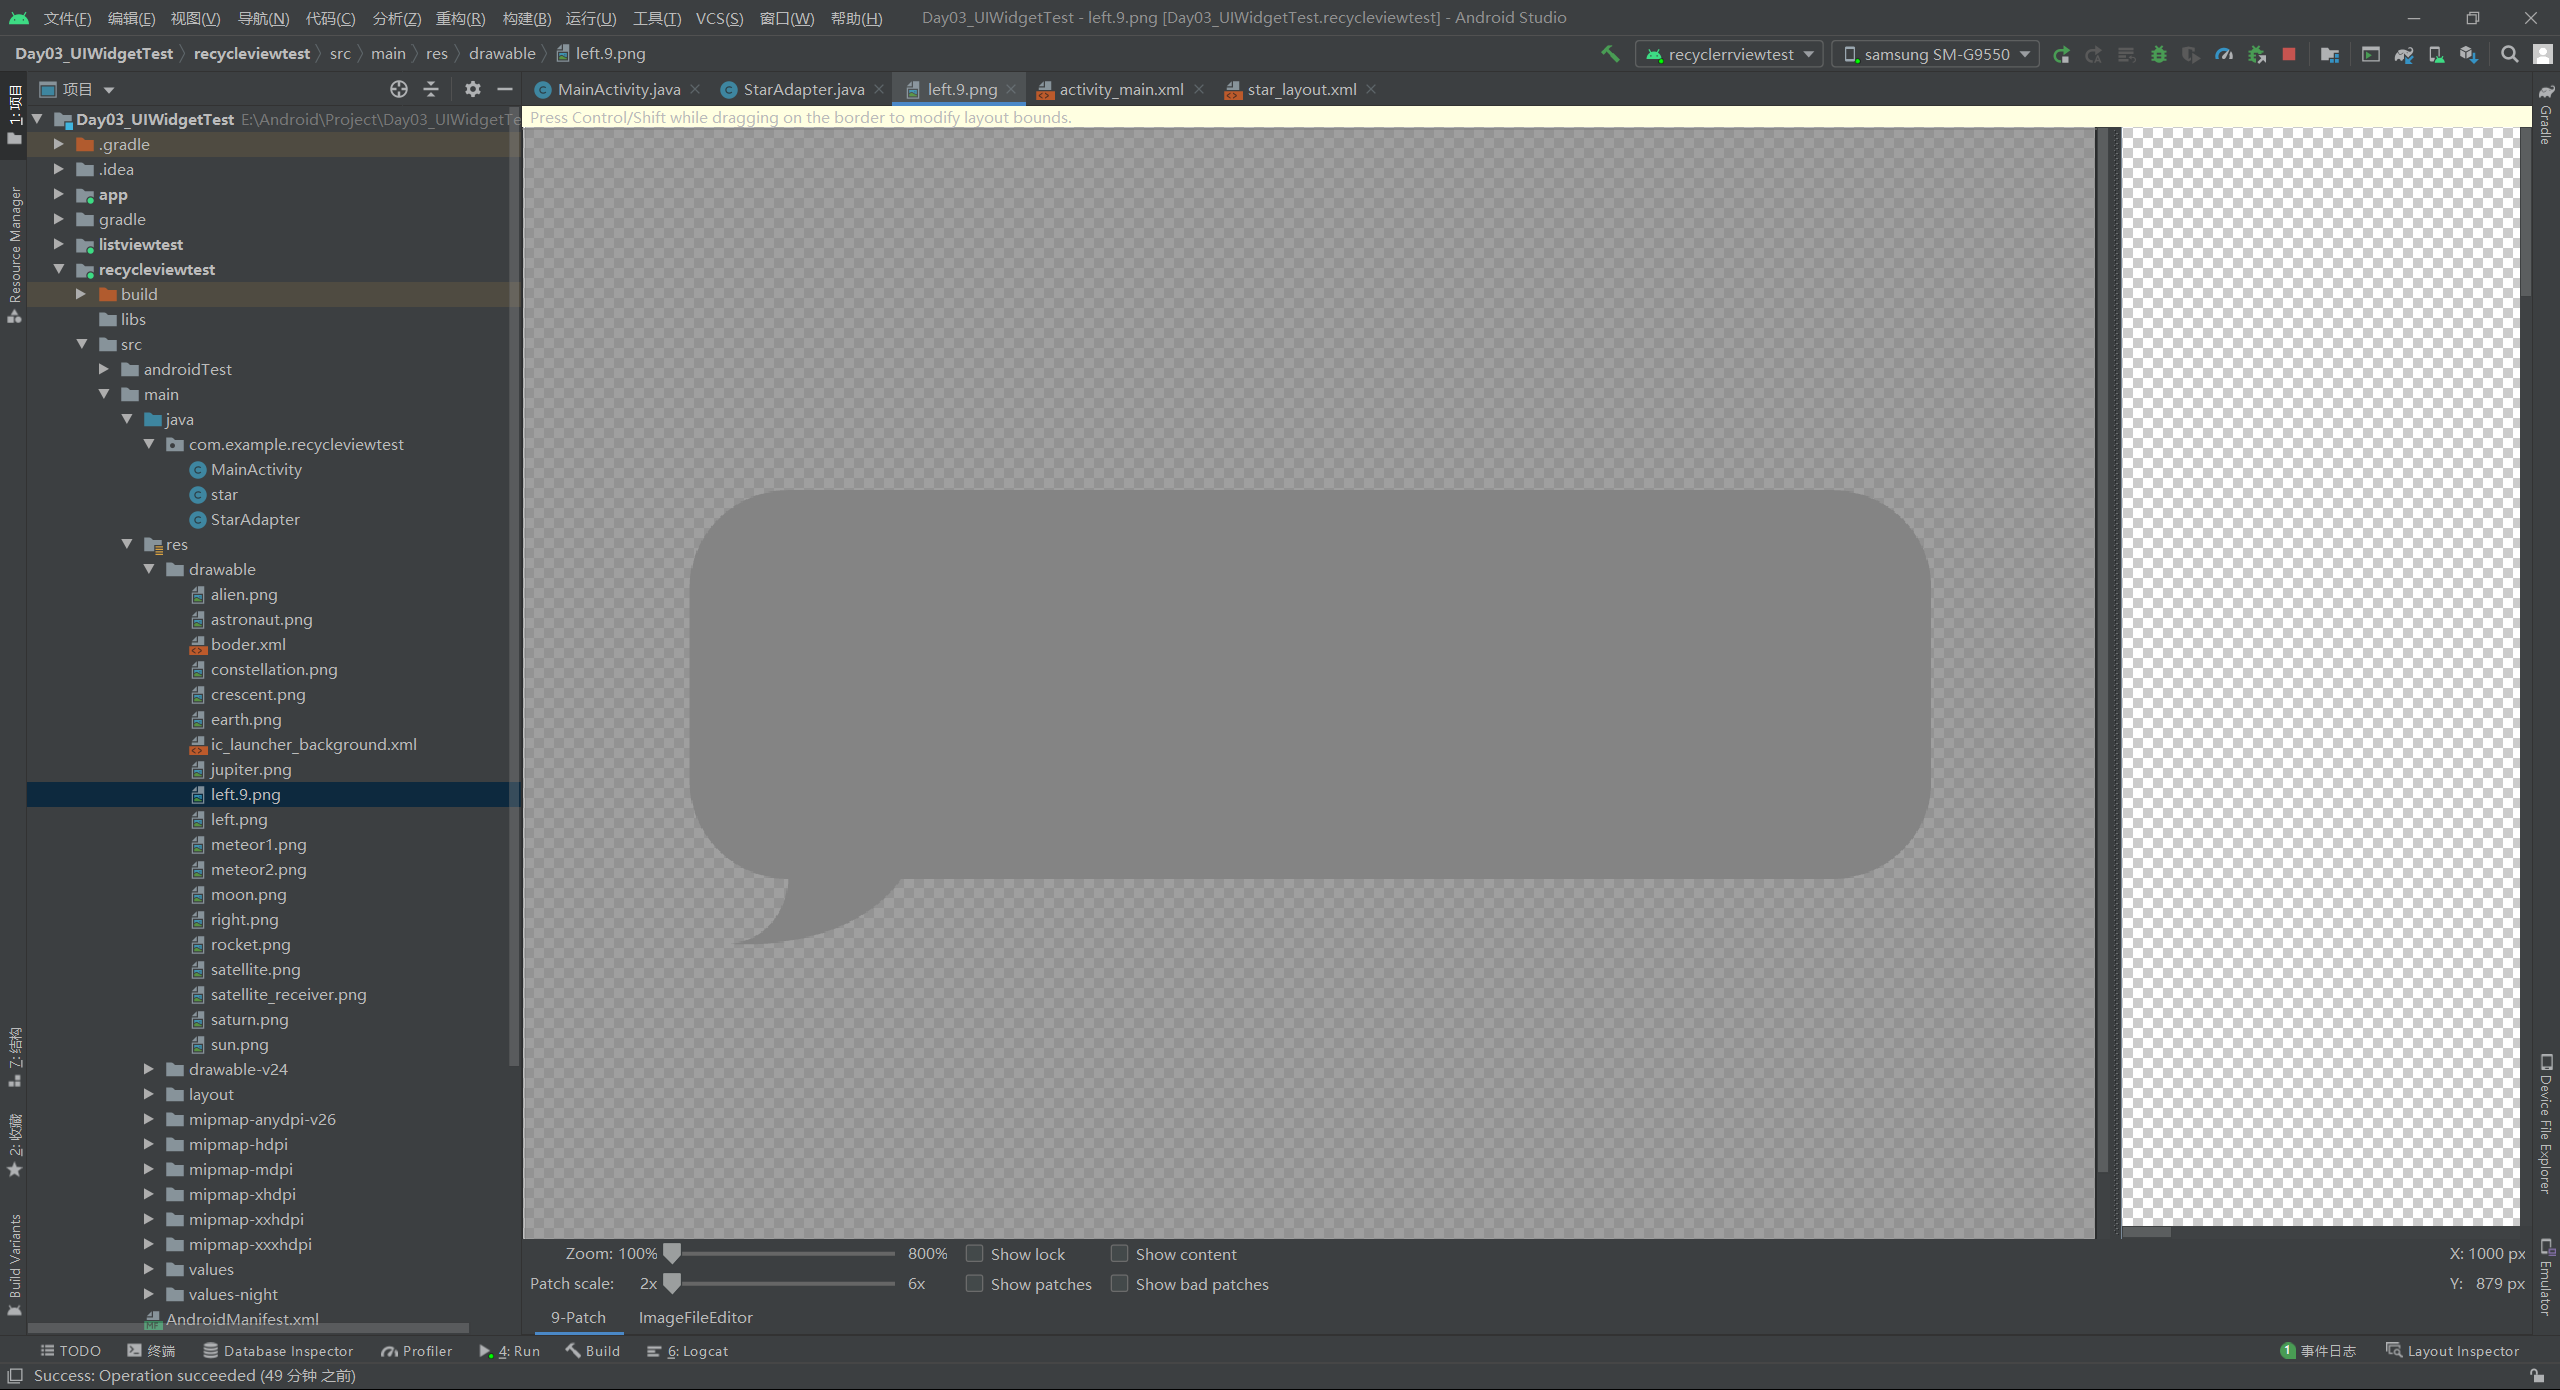 文件(F) 编辑(E) 视图(V) 导航(N) 代码(C) 分析(Z) 重构(R) 构建(B) 运行(U) 工具(T) VCS(S) 窗口(W) 帮助(H) Day03_UIWidgetTest - left.9.png [Day03_UIWidgetTest.recycleviewtest] - Android Studio
Day03_UIWidgetTest recycleviewtest src main res drawable left.9.png recyclerrviewtest samsung SM-G9550
项目 MainActivity.java StarAdapter.java left.9.png activity_main.xml star_layout.xml
1: 项目
Resource Manager
7: 结构
2: 收藏
Build Variants
Day03_UIWidgetTest E:\Android\Project\Day03_UIWidgetTe
.gradle
.idea
app
gradle
listviewtest
recycleviewtest
build
libs
src
androidTest
main
java
com.example.recycleviewtest
MainActivity
star
StarAdapter
res
drawable
alien.png
astronaut.png
boder.xml
constellation.png
crescent.png
earth.png
ic_launcher_background.xml
jupiter.png
left.9.png
left.png
meteor1.png
meteor2.png
moon.png
right.png
rocket.png
satellite.png
satellite_receiver.png
saturn.png
sun.png
drawable-v24
layout
mipmap-anydpi-v26
mipmap-hdpi
mipmap-mdpi
mipmap-xhdpi
mipmap-xxhdpi
mipmap-xxxhdpi
values
values-night
AndroidManifest.xml
Press Control/Shift while dragging on the border to modify layout bounds.
Zoom: 100% 800% Show lock Show content X: 1000 px
Patch scale: 2x 6x Show patches Show bad patches Y: 879 px
9-Patch ImageFileEditor
Gradle
Device File Explorer
Emulator
TODO 终端 Database Inspector Profiler 4: Run Build 6: Logcat 1 事件日志 Layout Inspector
Success: Operation succeeded (49 分钟 之前)